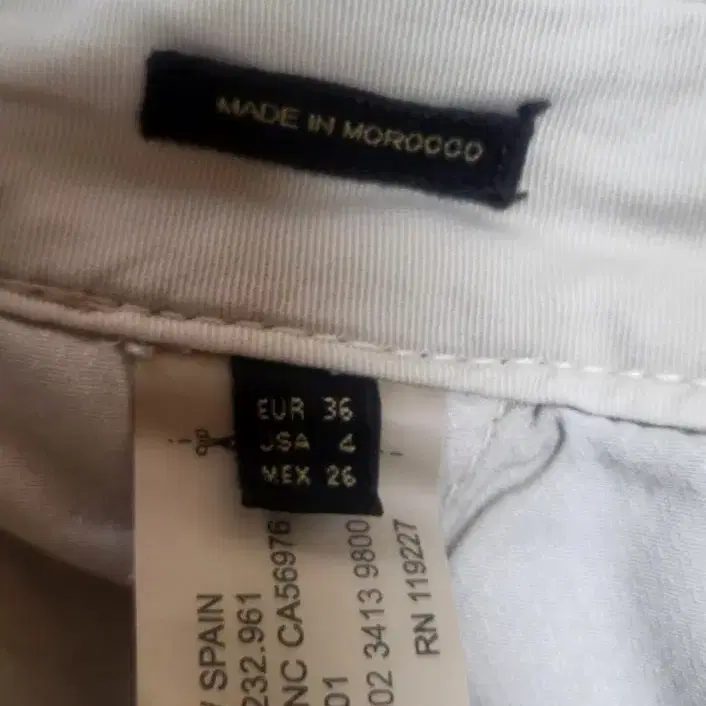 MADE IN MOROCCO
EUR 36
USA 4
MEX 26
SPAIN
232.961
NC CA56976
01
02 3413 9800
RN 119227